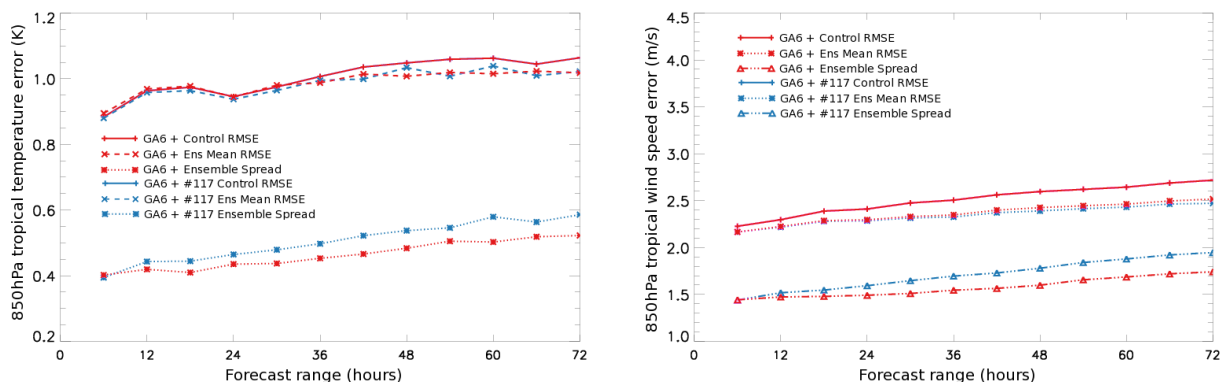 850hPa tropical temperature error (K)
1.2
1.0
0.8
0.6
0.4
0.2
GA6 + Control RMSE
GA6 + Ens Mean RMSE
GA6 + Ensemble Spread
GA6 + #117 Control RMSE
GA6 + #117 Ens Mean RMSE
GA6 + #117 Ensemble Spread
0 12 24 36 48 60 72
Forecast range (hours)
850hPa tropical wind speed error (m/s)
4.5
4.0
3.5
3.0
2.5
2.0
1.5
1.0
GA6 + Control RMSE
GA6 + Ens Mean RMSE
GA6 + Ensemble Spread
GA6 + #117 Control RMSE
GA6 + #117 Ens Mean RMSE
GA6 + #117 Ensemble Spread
0 12 24 36 48 60 72
Forecast range (hours)